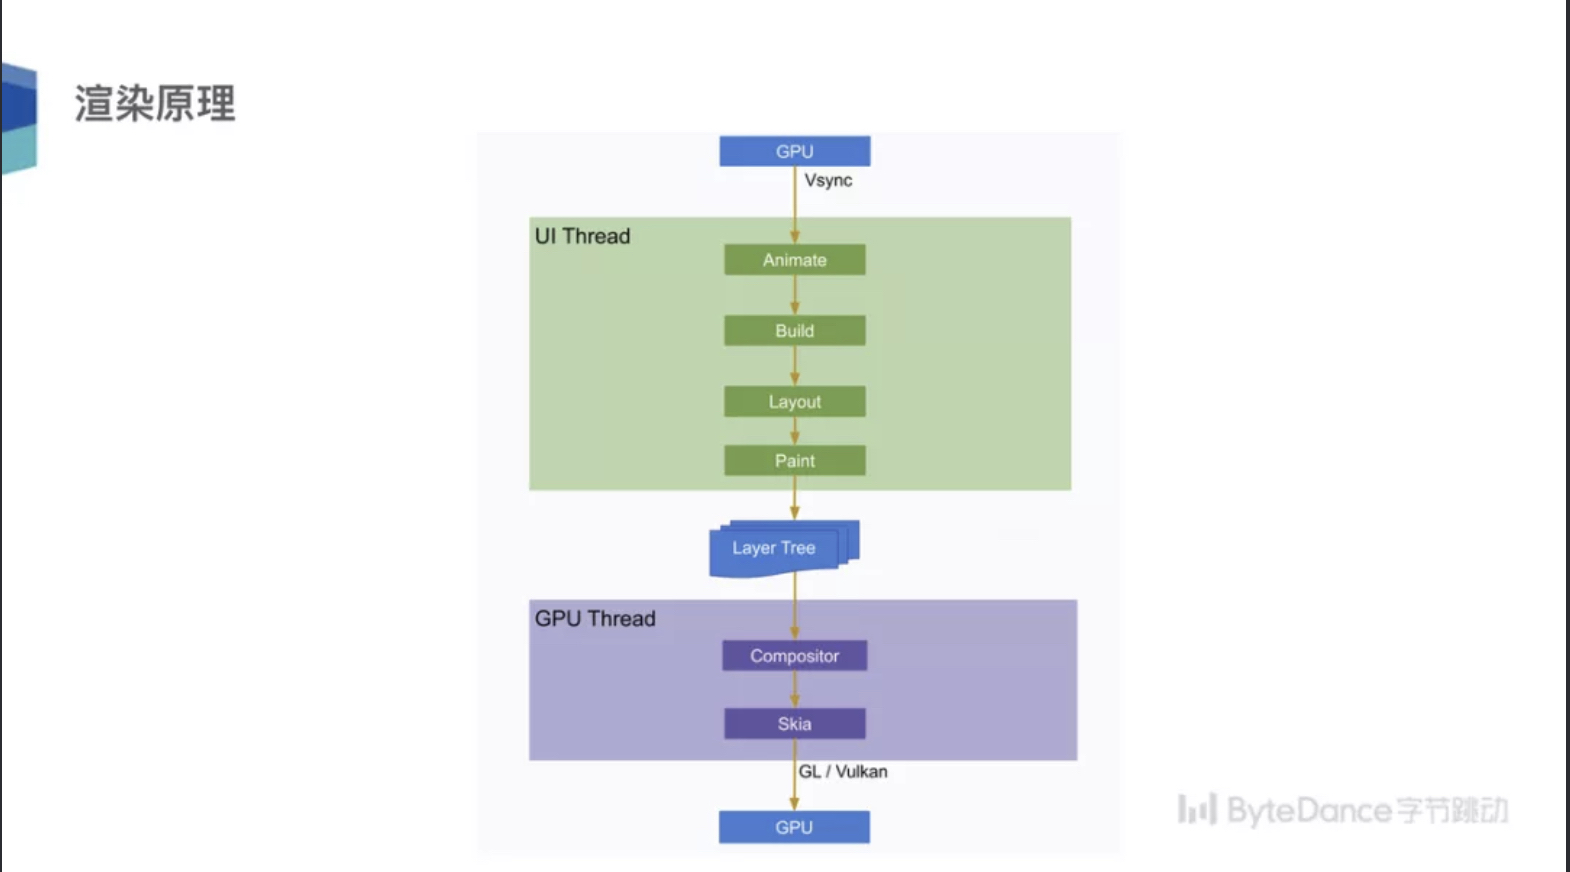 渲染原理
GPU
Vsync
UI Thread
Animate
Build
Layout
Paint
Layer Tree
GPU Thread
Compositor
Skia
GL / Vulkan
GPU
ByteDance字节跳动